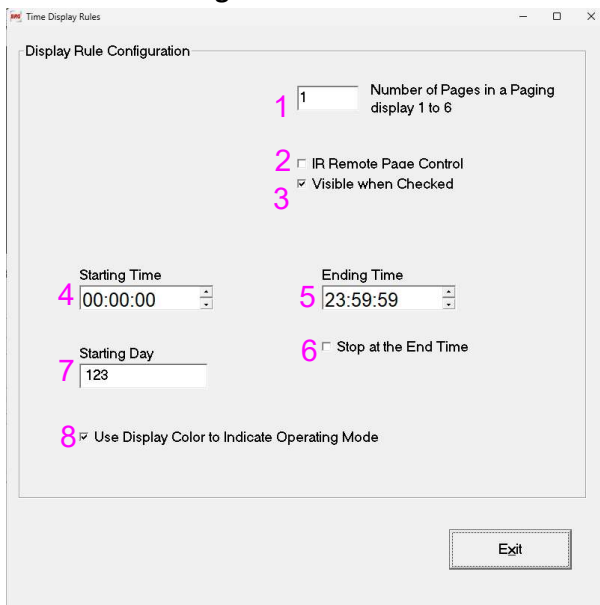 Time Display Rules
Display Rule Configuration
1
1
Number of Pages in a Paging
display 1 to 6
2
IR Remote Page Control
3
Visible when Checked
Starting Time
Ending Time
4
00:00:00
5
23:59:59
6
Stop at the End Time
Starting Day
7
123
8
Use Display Color to Indicate Operating Mode
Exit